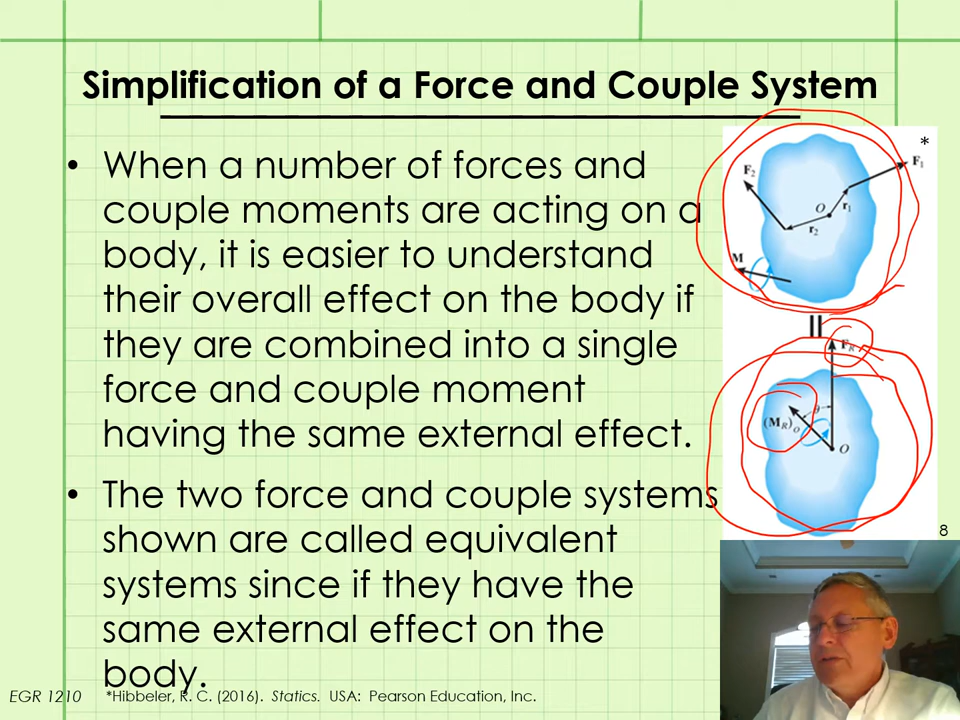 Simplification of a Force and Couple System
• When a number of forces and
couple moments are acting on a
body, it is easier to understand
their overall effect on the body if
they are combined into a single
force and couple moment
having the same external effect.
• The two force and couple systems
shown are called equivalent
systems since if they have the
same external effect on the
body.
*
F₂
F₁
O
r₁
r₂
M
F_R
θ
(M_R)_O
O
8
EGR 1210
*Hibbeler, R. C. (2016). Statics. USA: Pearson Education, Inc.